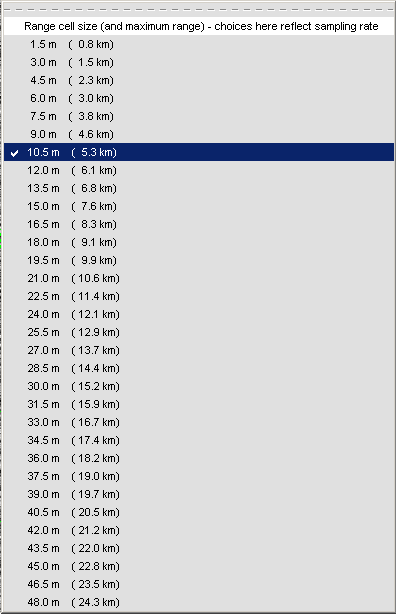 Range cell size (and maximum range) - choices here reflect sampling rate
1.5 m ( 0.8 km)
3.0 m ( 1.5 km)
4.5 m ( 2.3 km)
6.0 m ( 3.0 km)
7.5 m ( 3.8 km)
9.0 m ( 4.6 km)
10.5 m ( 5.3 km)
12.0 m ( 6.1 km)
13.5 m ( 6.8 km)
15.0 m ( 7.6 km)
16.5 m ( 8.3 km)
18.0 m ( 9.1 km)
19.5 m ( 9.9 km)
21.0 m ( 10.6 km)
22.5 m ( 11.4 km)
24.0 m ( 12.1 km)
25.5 m ( 12.9 km)
27.0 m ( 13.7 km)
28.5 m ( 14.4 km)
30.0 m ( 15.2 km)
31.5 m ( 15.9 km)
33.0 m ( 16.7 km)
34.5 m ( 17.4 km)
36.0 m ( 18.2 km)
37.5 m ( 19.0 km)
39.0 m ( 19.7 km)
40.5 m ( 20.5 km)
42.0 m ( 21.2 km)
43.5 m ( 22.0 km)
45.0 m ( 22.8 km)
46.5 m ( 23.5 km)
48.0 m ( 24.3 km)